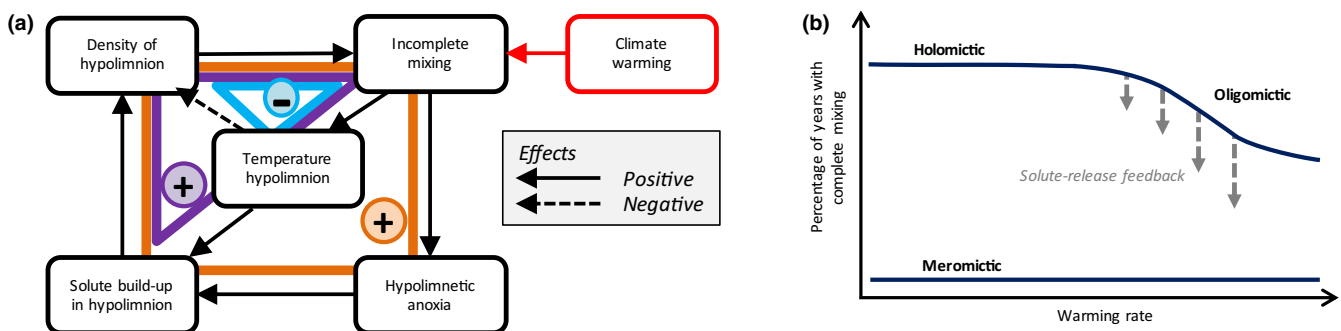 (a)
Density of
hypolimnion
Incomplete
mixing
Climate
warming
−
Temperature
hypolimnion
+
+
Effects
Positive
Negative
Solute build-up
in hypolimnion
Hypolimnetic
anoxia
(b)
Percentage of years with
complete mixing
Holomictic
Oligomictic
Solute-release feedback
Meromictic
Warming rate